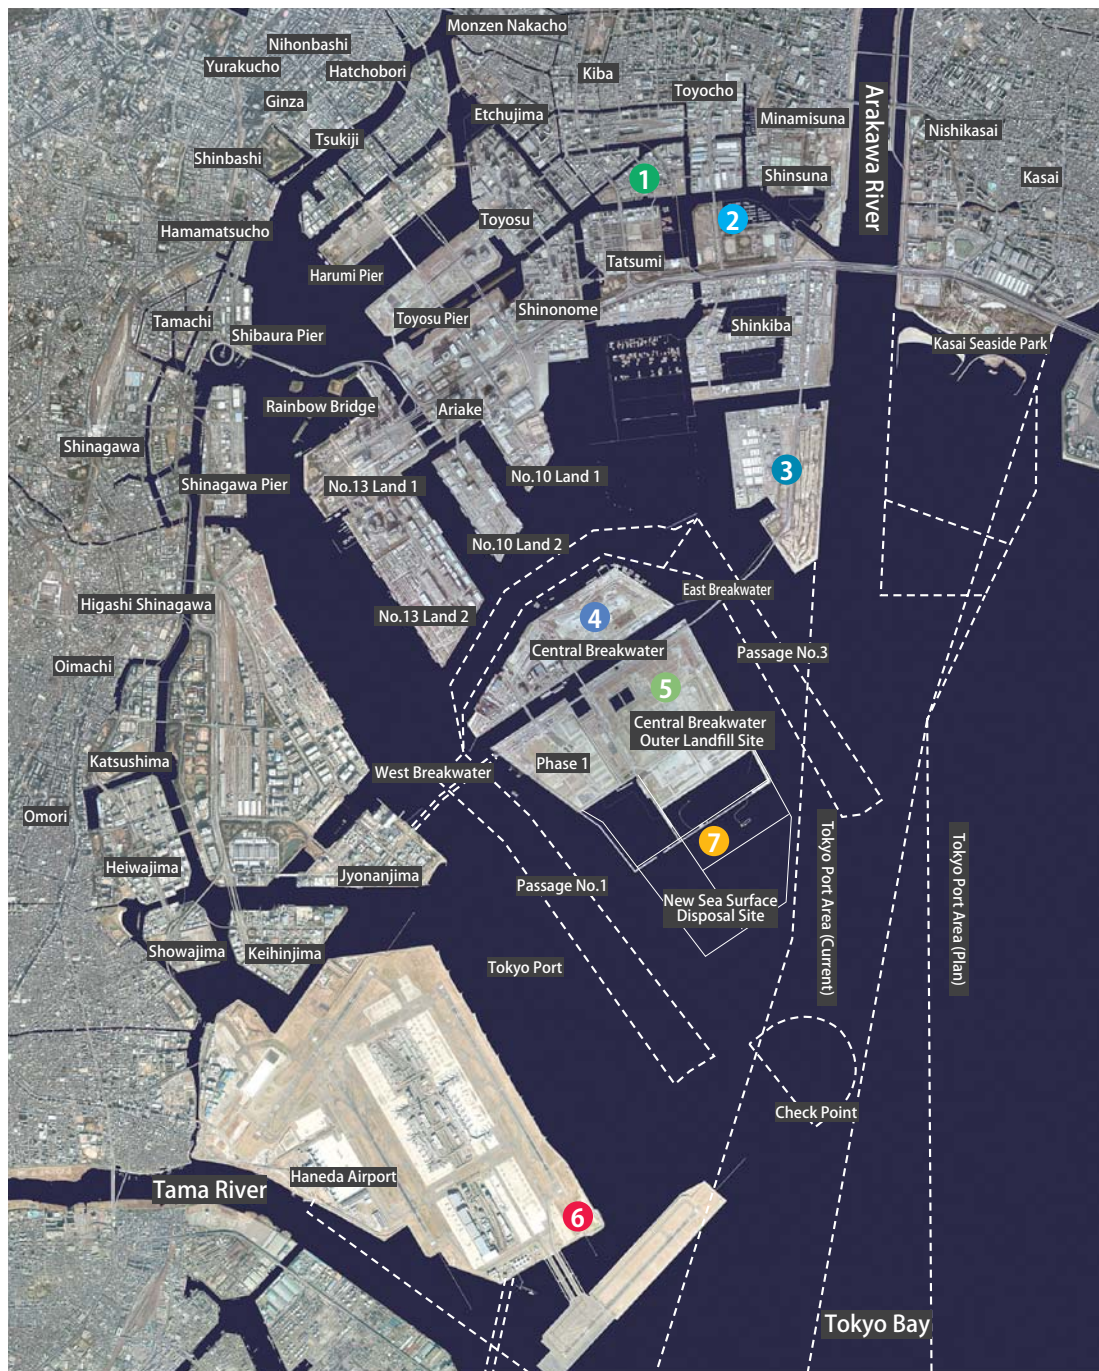 Monzen Nakacho
Nihonbashi
Yurakucho
Hatchobori
Kiba
Toyocho
Ginza
Etchujima
Minamisuna
Arakawa River
Nishikasai
Tsukiji
Shinbashi
1
Shinsuna
Kasai
2
Toyosu
Hamamatsucho
Harumi Pier
Tatsumi
Shinonome
Tamachi
Toyosu Pier
Shinkiba
Shibaura Pier
Kasai Seaside Park
Rainbow Bridge
Ariake
Shinagawa
No.10 Land 1
3
Shinagawa Pier
No.13 Land 1
No.10 Land 2
East Breakwater
Higashi Shinagawa
No.13 Land 2
4
Central Breakwater
Passage No.3
Oimachi
5
Central Breakwater
Outer Landfill Site
Katsushima
Phase 1
West Breakwater
Omori
7
Tokyo Port Area (Current)
Tokyo Port Area (Plan)
Heiwajima
Jyonanjima
Passage No.1
New Sea Surface
Disposal Site
Showajima
Keihinjima
Tokyo Port
Check Point
Haneda Airport
Tama River
6
Tokyo Bay